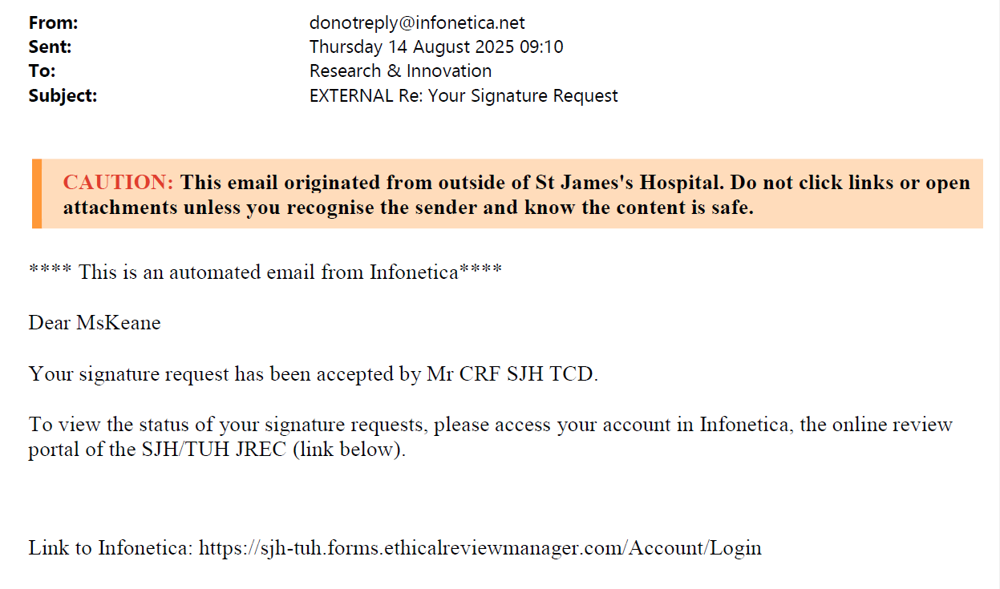 From: donotreply@infonetica.net
Sent: Thursday 14 August 2025 09:10
To: Research & Innovation
Subject: EXTERNAL Re: Your Signature Request
CAUTION: This email originated from outside of St James's Hospital. Do not click links or open
attachments unless you recognise the sender and know the content is safe.
**** This is an automated email from Infonetica****
Dear MsKeane
Your signature request has been accepted by Mr CRF SJH TCD.
To view the status of your signature requests, please access your account in Infonetica, the online review
portal of the SJH/TUH JREC (link below).
Link to Infonetica: https://sjh-tuh.forms.ethicalreviewmanager.com/Account/Login